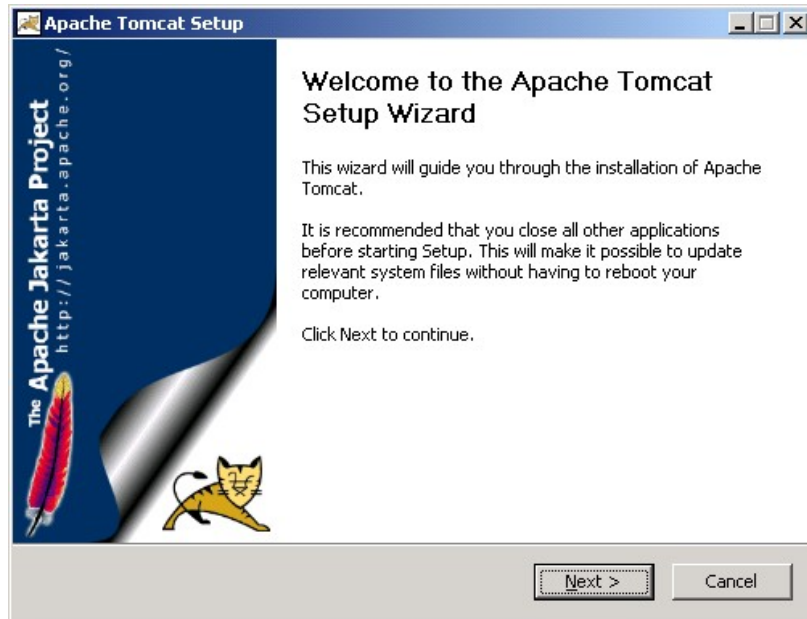 Apache Tomcat Setup
The Apache Jakarta Project
http://jakarta.apache.org/
Welcome to the Apache Tomcat
Setup Wizard
This wizard will guide you through the installation of Apache
Tomcat.
It is recommended that you close all other applications
before starting Setup. This will make it possible to update
relevant system files without having to reboot your
computer.
Click Next to continue.
Next >
Cancel